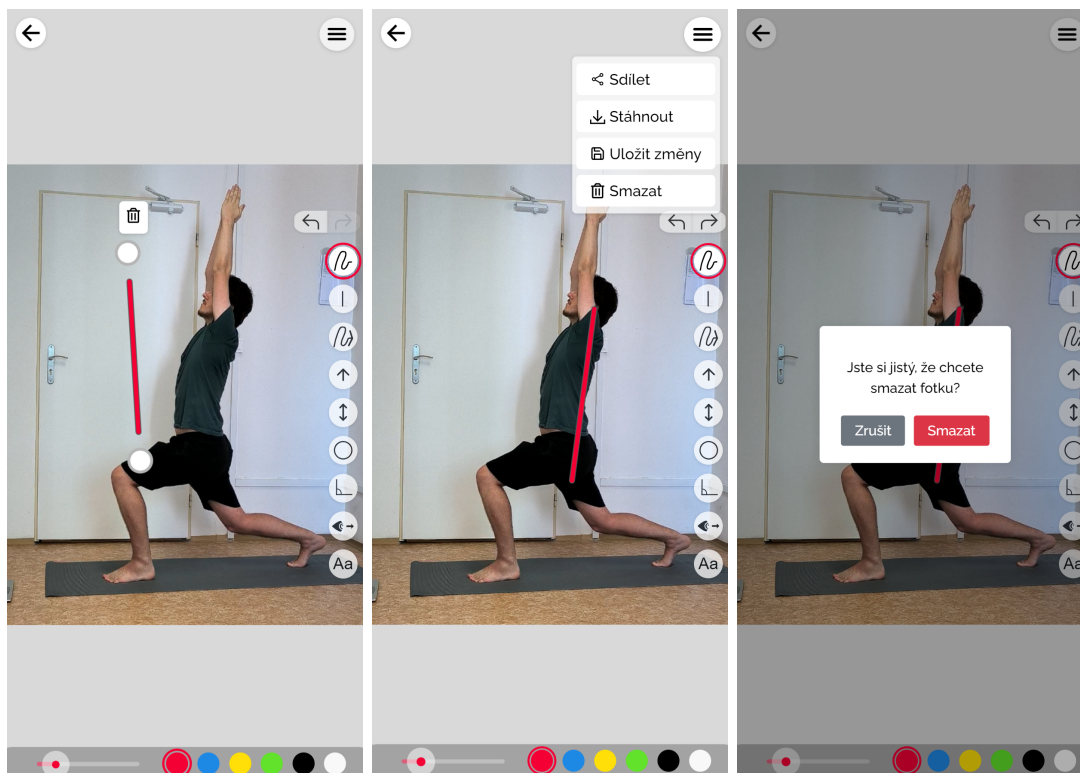 Aa
Sdílet
Stáhnout
Uložit změny
Smazat
Aa
Jste si jistý, že chcete
smazat fotku?
Zrušit
Smazat
Aa